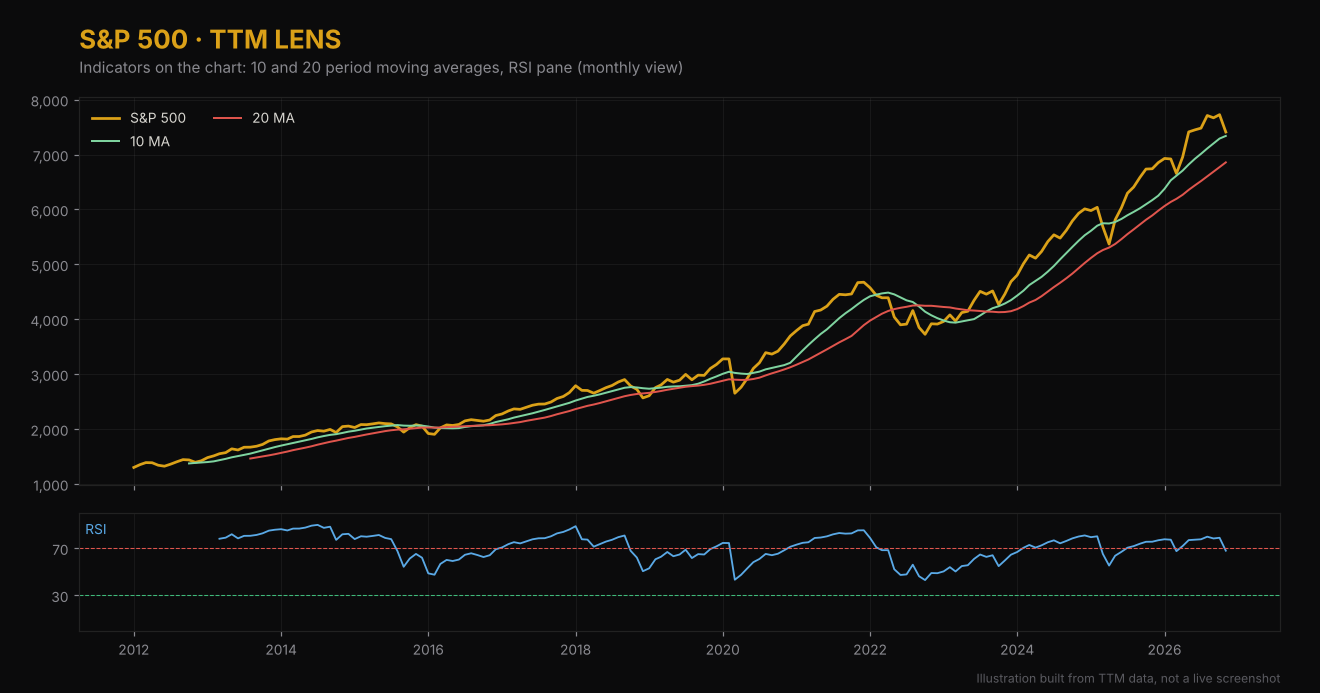 S&P 500 · TTM LENS
Indicators on the chart: 10 and 20 period moving averages, RSI pane (monthly view)
8,000
S&P 500 20 MA
10 MA
7,000
6,000
5,000
4,000
3,000
2,000
1,000
RSI
70
30
2012 2014 2016 2018 2020 2022 2024 2026
Illustration built from TTM data, not a live screenshot